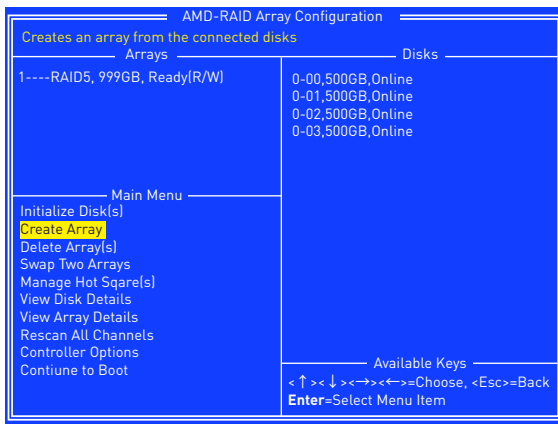 AMD-RAID Array Configuration
Creates an array from the connected disks
Arrays
1----RAID5, 999GB, Ready(R/W)
Disks
0-00,500GB,Online
0-01,500GB,Online
0-02,500GB,Online
0-03,500GB,Online
Main Menu
Initialize Disk(s)
Create Array
Delete Array(s)
Swap Two Arrays
Manage Hot Sqare(s)
View Disk Details
View Array Details
Rescan All Channels
Controller Options
Contiune to Boot
Available Keys
<↑><↓><→><←>=Choose, <Esc>=Back
Enter=Select Menu Item